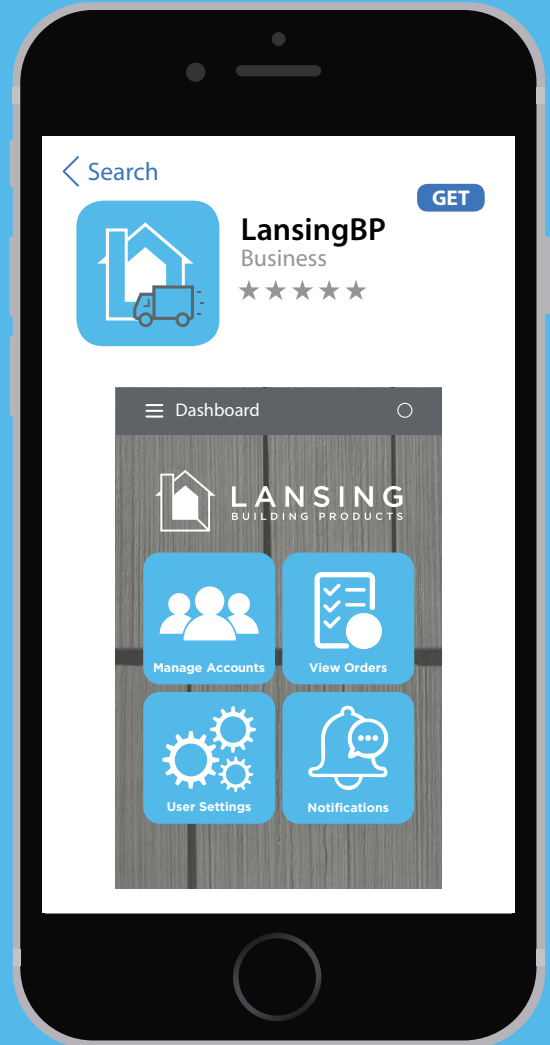 Search
GET
LansingBP
Business
Dashboard
LANSING
BUILDING PRODUCTS
Manage Accounts
View Orders
User Settings
Notifications